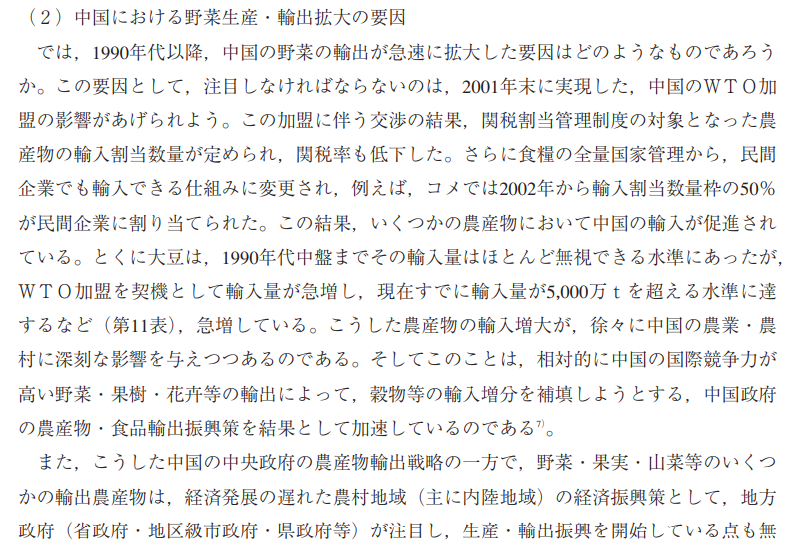 （２）中国における野菜生産・輸出拡大の要因
では，1990年代以降，中国の野菜の輸出が急速に拡大した要因はどのようなものであろう
か。この要因として，注目しなければならないのは，2001年末に実現した，中国のＷＴＯ加
盟の影響があげられよう。この加盟に伴う交渉の結果，関税割当管理制度の対象となった農
産物の輸入割当数量が定められ，関税率も低下した。さらに食糧の全量国家管理から，民間
企業でも輸入できる仕組みに変更され，例えば，コメでは2002年から輸入割当数量枠の50％
が民間企業に割り当てられた。この結果，いくつかの農産物において中国の輸入が促進され
ている。とくに大豆は，1990年代中盤までその輸入量はほとんど無視できる水準にあったが，
ＷＴＯ加盟を契機として輸入量が急増し，現在すでに輸入量が5,000万ｔを超える水準に達
するなど（第11表），急増している。こうした農産物の輸入増大が，徐々に中国の農業・農
村に深刻な影響を与えつつあるのである。そしてこのことは，相対的に中国の国際競争力が
高い野菜・果樹・花卉等の輸出によって，穀物等の輸入増分を補填しようとする，中国政府
の農産物・食品輸出振興策を結果として加速しているのである7)。
また，こうした中国の中央政府の農産物輸出戦略の一方で，野菜・果実・山菜等のいくつ
かの輸出農産物は，経済発展の遅れた農村地域（主に内陸地域）の経済振興策として，地方
政府（省政府・地区級市政府・県政府等）が注目し，生産・輸出振興を開始している点も無